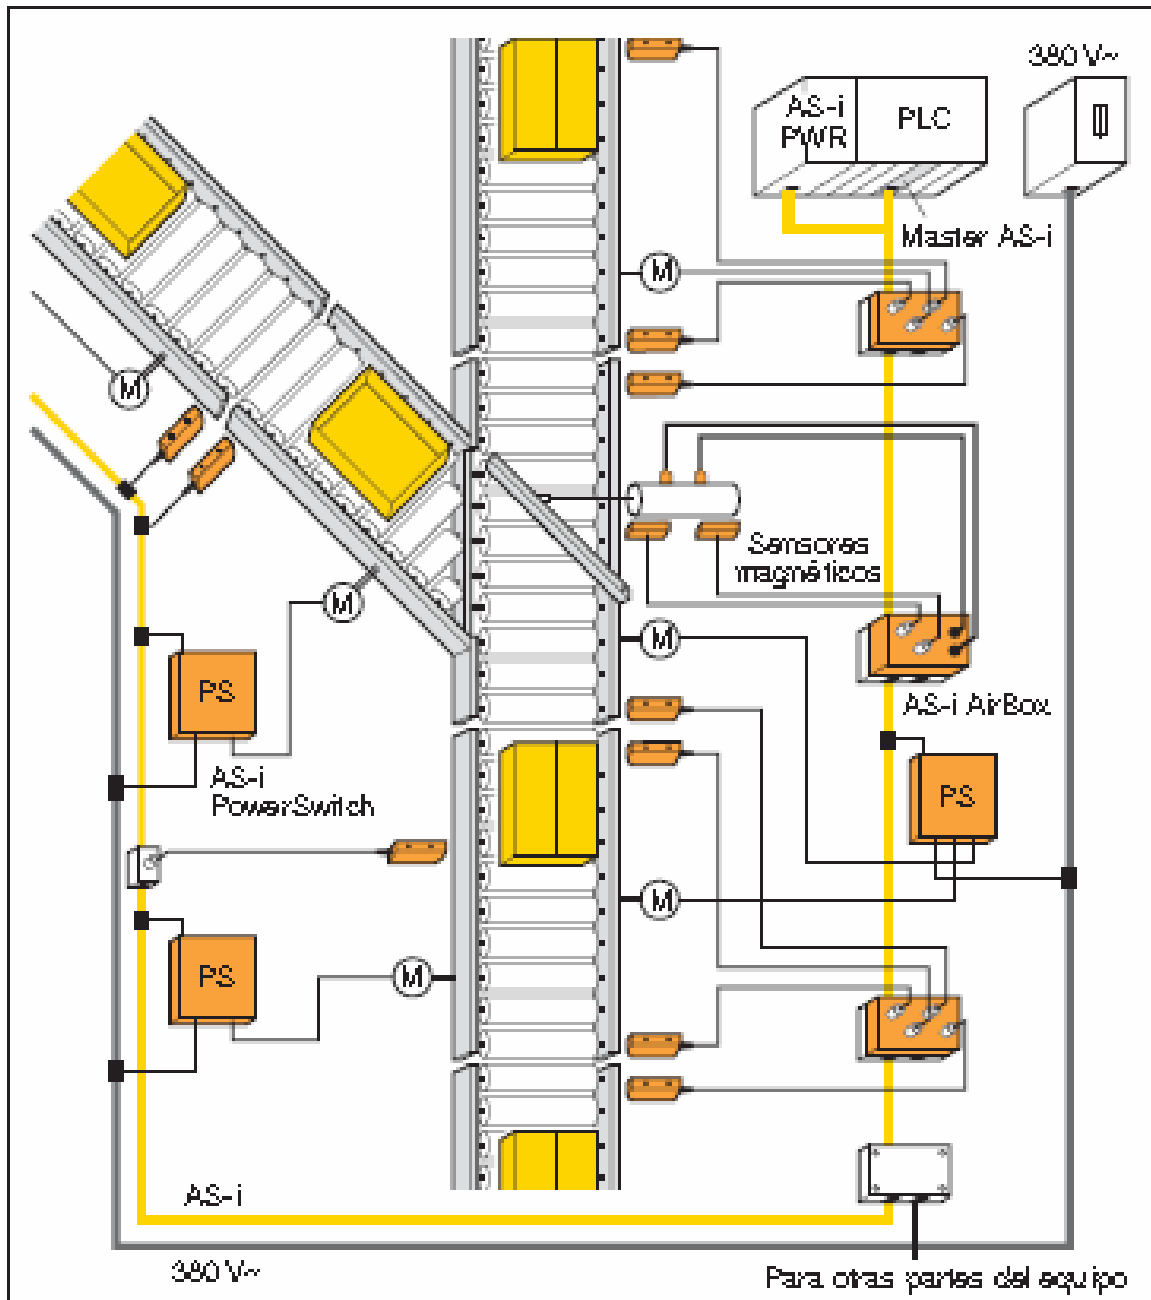 380 V~
AS-i
PWR
PLC
Master AS-i
M
M
M
Sensores
magnéticos
M
M
PS
AS-i AirBox
AS-i
PowerSwitch
PS
M
PS
M
AS-i
380 V~
Para otras partes del equipo